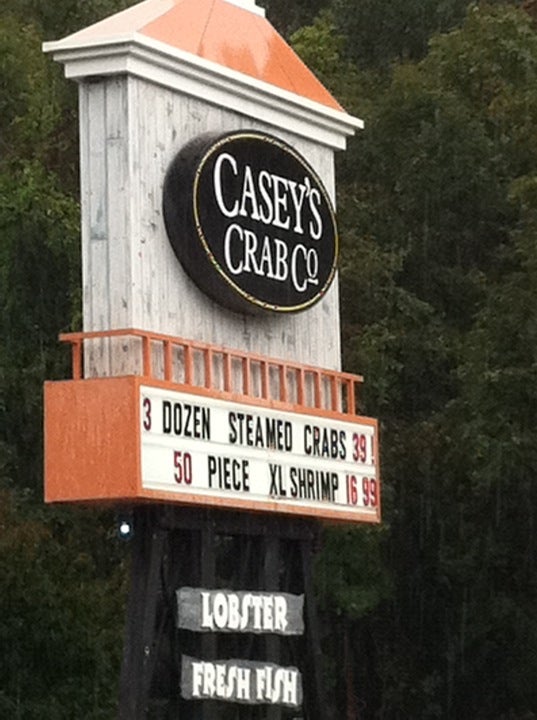 CASEY'S
CRAB CO
3 DOZEN STEAMED CRABS 39!
50 PIECE XL SHRIMP 16 99
LOBSTER
FRESH FISH